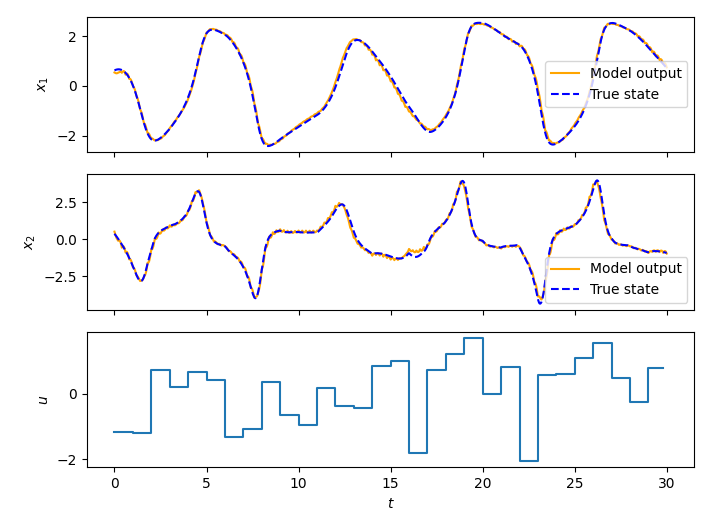 2
0
−2
x₁
Model output
True state
2.5
0.0
−2.5
x₂
Model output
True state
0
−2
u
0 5 10 15 20 25 30
t